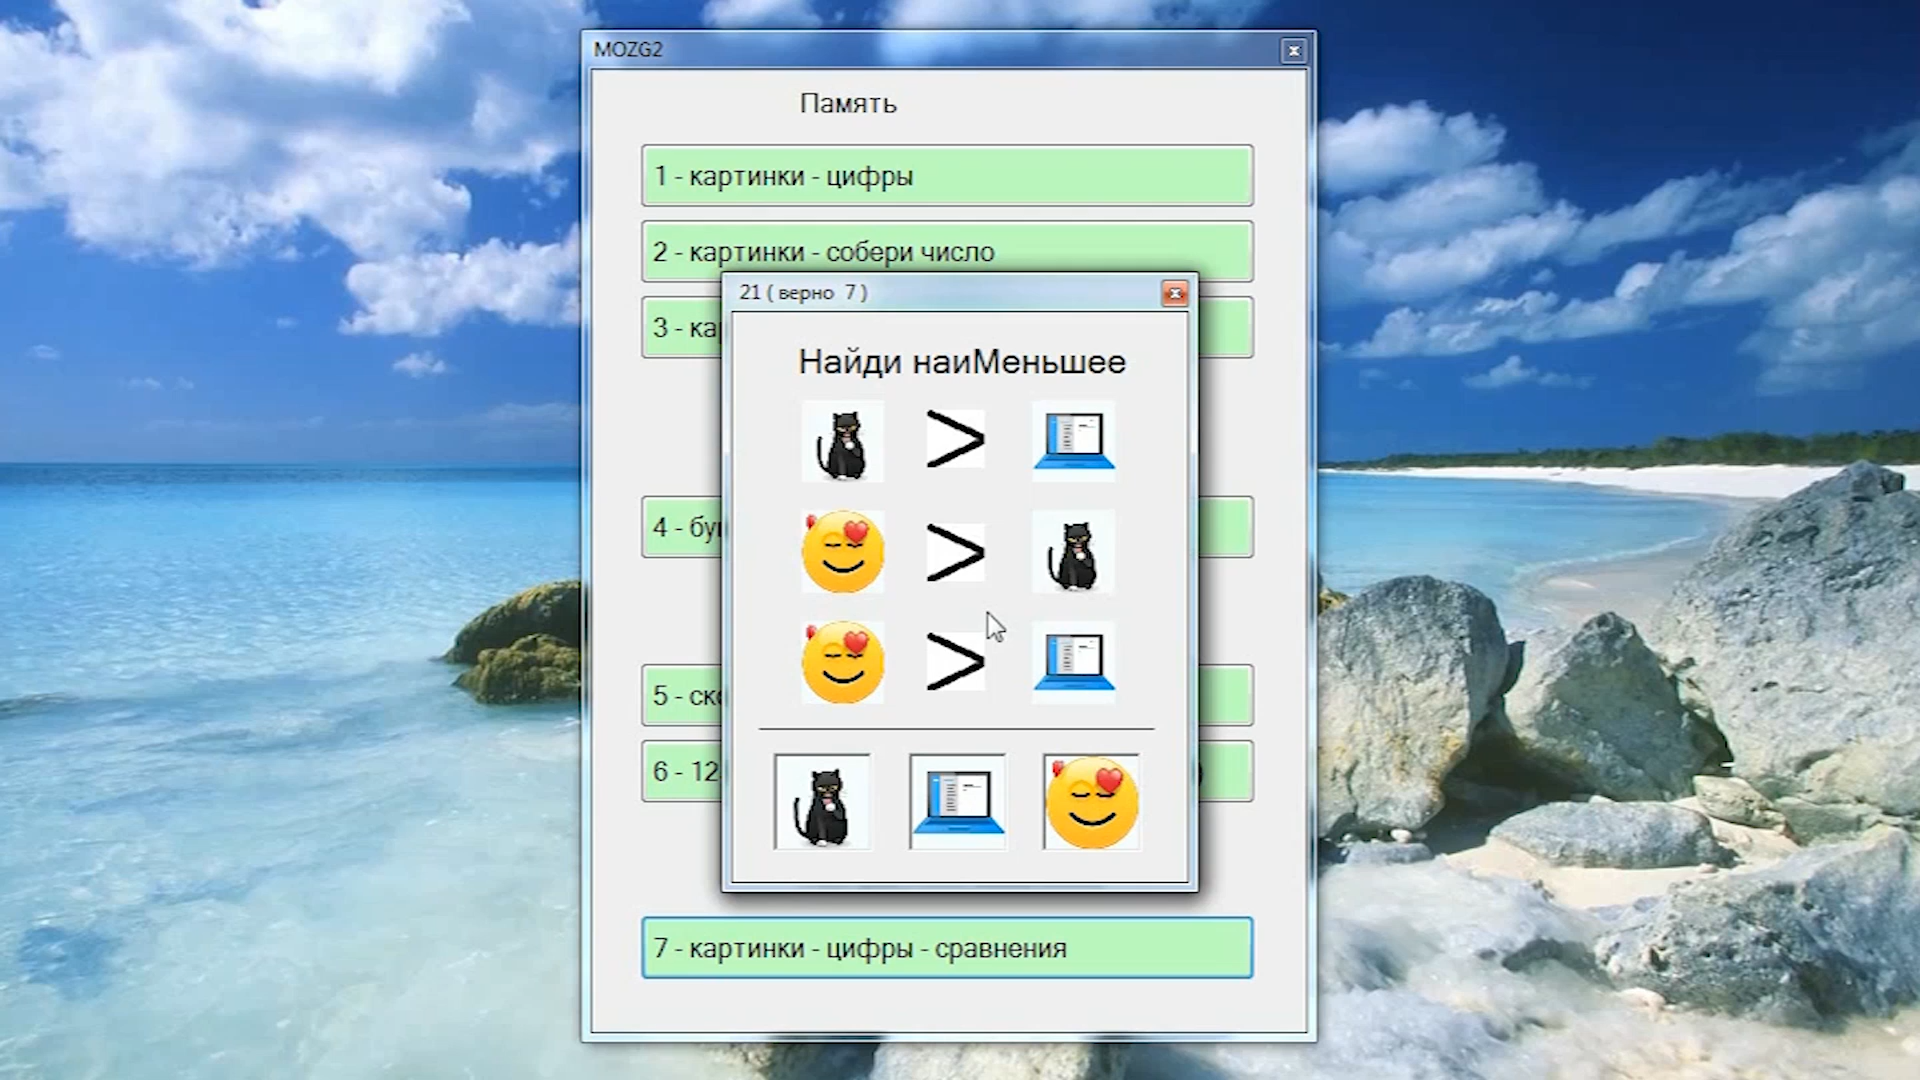 MOZG2
Память
1 - картинки - цифры
2 - картинки - собери число
21 ( верно 7 )
3 - ка
Найди наиМеньшее
>
4 - бу
>
>
5 - ск
6 - 12
7 - картинки - цифры - сравнения